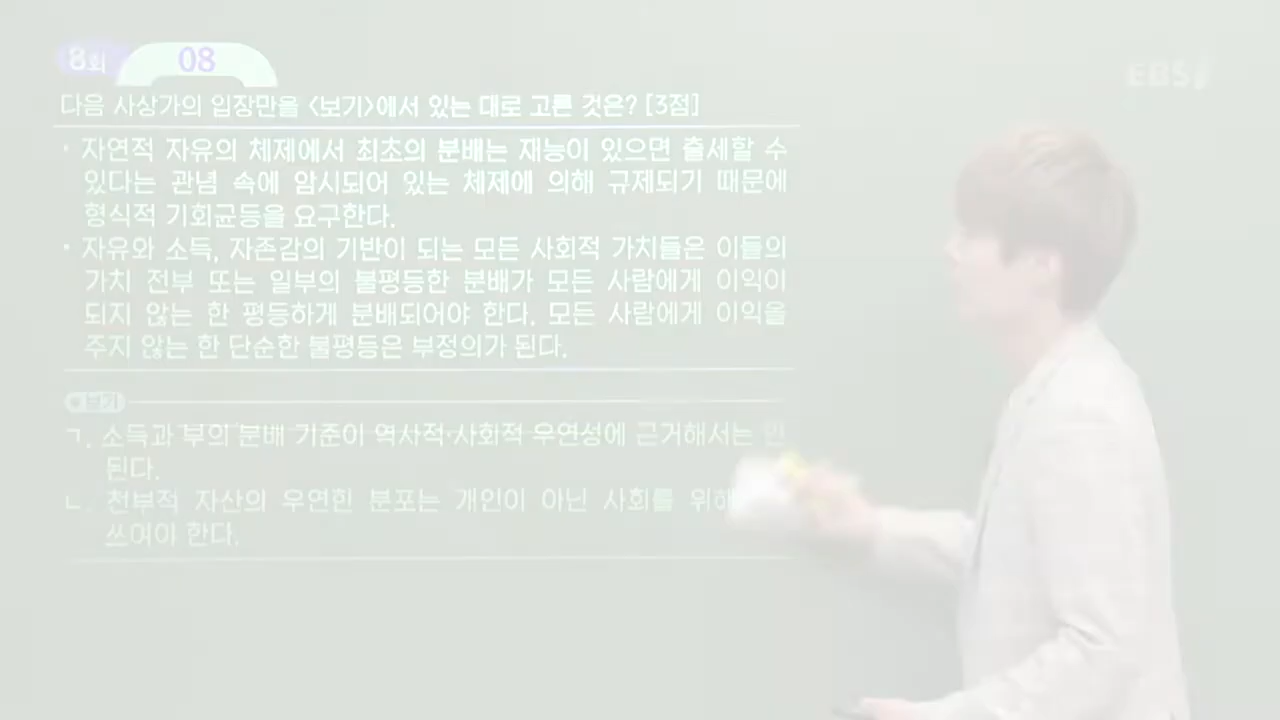 8회
08
EBSi
다음 사상가의 입장만을 <보기>에서 있는 대로 고른 것은? [3점]
· 자연적 자유의 체제에서 최초의 분배는 재능이 있으면 출세할 수
있다는 관념 속에 암시되어 있는 체제에 의해 규제되기 때문에
형식적 기회균등을 요구한다.
· 자유와 소득, 자존감의 기반이 되는 모든 사회적 가치들은 이들의
가치 전부 또는 일부의 불평등한 분배가 모든 사람에게 이익이
되지 않는 한 평등하게 분배되어야 한다. 모든 사람에게 이익을
주지 않는 한 단순한 불평등은 부정의가 된다.
보기
ㄱ. 소득과 부의 분배 기준이 역사적·사회적 우연성에 근거해서는 안
된다.
ㄴ. 천부적 자산의 우연한 분포는 개인이 아닌 사회를 위해
쓰여야 한다.